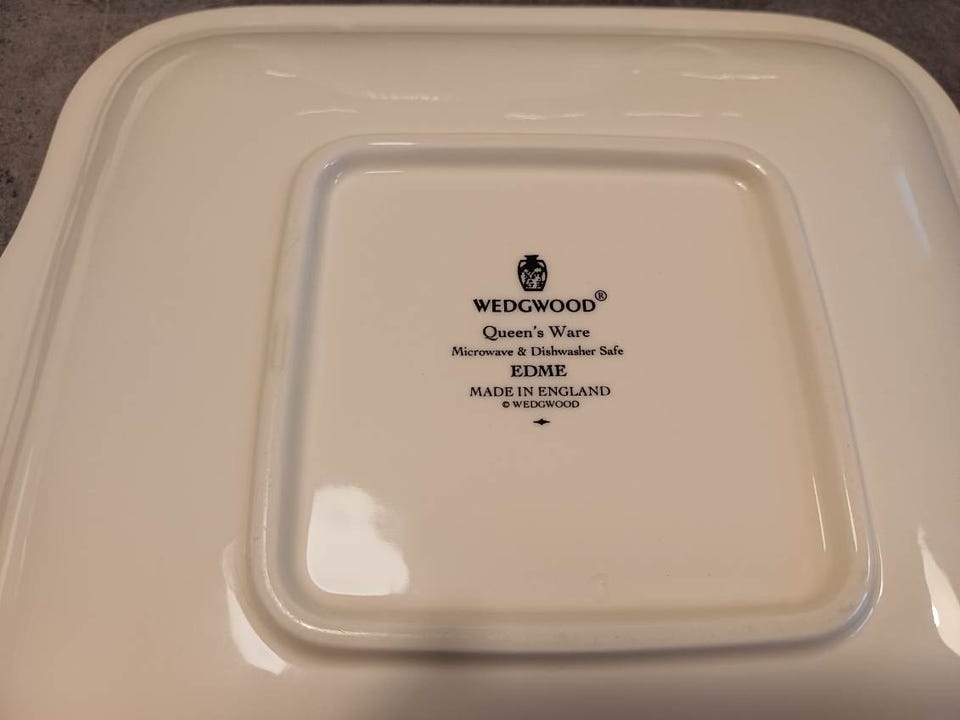 WEDGWOOD®
Queen's Ware
Microwave & Dishwasher Safe
EDME
MADE IN ENGLAND
© WEDGWOOD